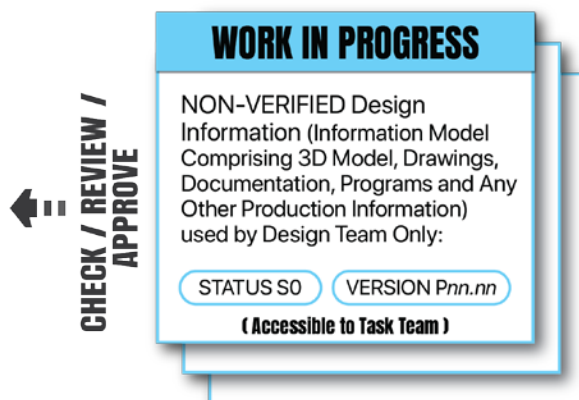 WORK IN PROGRESS
NON-VERIFIED Design
Information (Information Model
Comprising 3D Model, Drawings,
Documentation, Programs and Any
Other Production Information)
used by Design Team Only:
STATUS S0 VERSION Pnn.nn
( Accessible to Task Team )
CHECK / REVIEW /
APPROVE